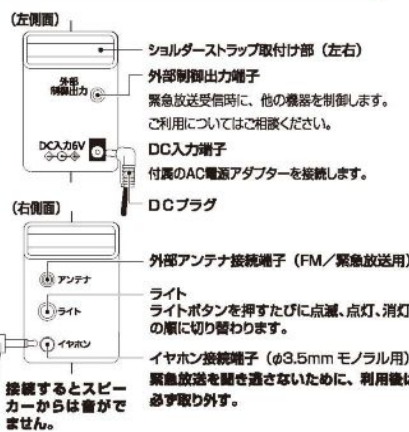 (左側面)
ショルダーストラップ取付け部（左右）
外部
制御出力
外部制御出力端子
緊急放送受信時に、他の機器を制御します。
ご利用についてはご相談ください。
DC入力6V
DC入力端子
付属のAC電源アダプターを接続します。
DCプラグ
(右側面)
外部アンテナ接続端子（FM／緊急放送用）
アンテナ
ライト
ライトボタンを押すたびに点滅、点灯、消灯
の順に切り替わります。
ライト
イヤホン
イヤホン接続端子（φ3.5mm モノラル用）
緊急放送を聞き逃さないために、利用後は
必ず取り外す。
接続するとスピー
カーからは音がで
ません。